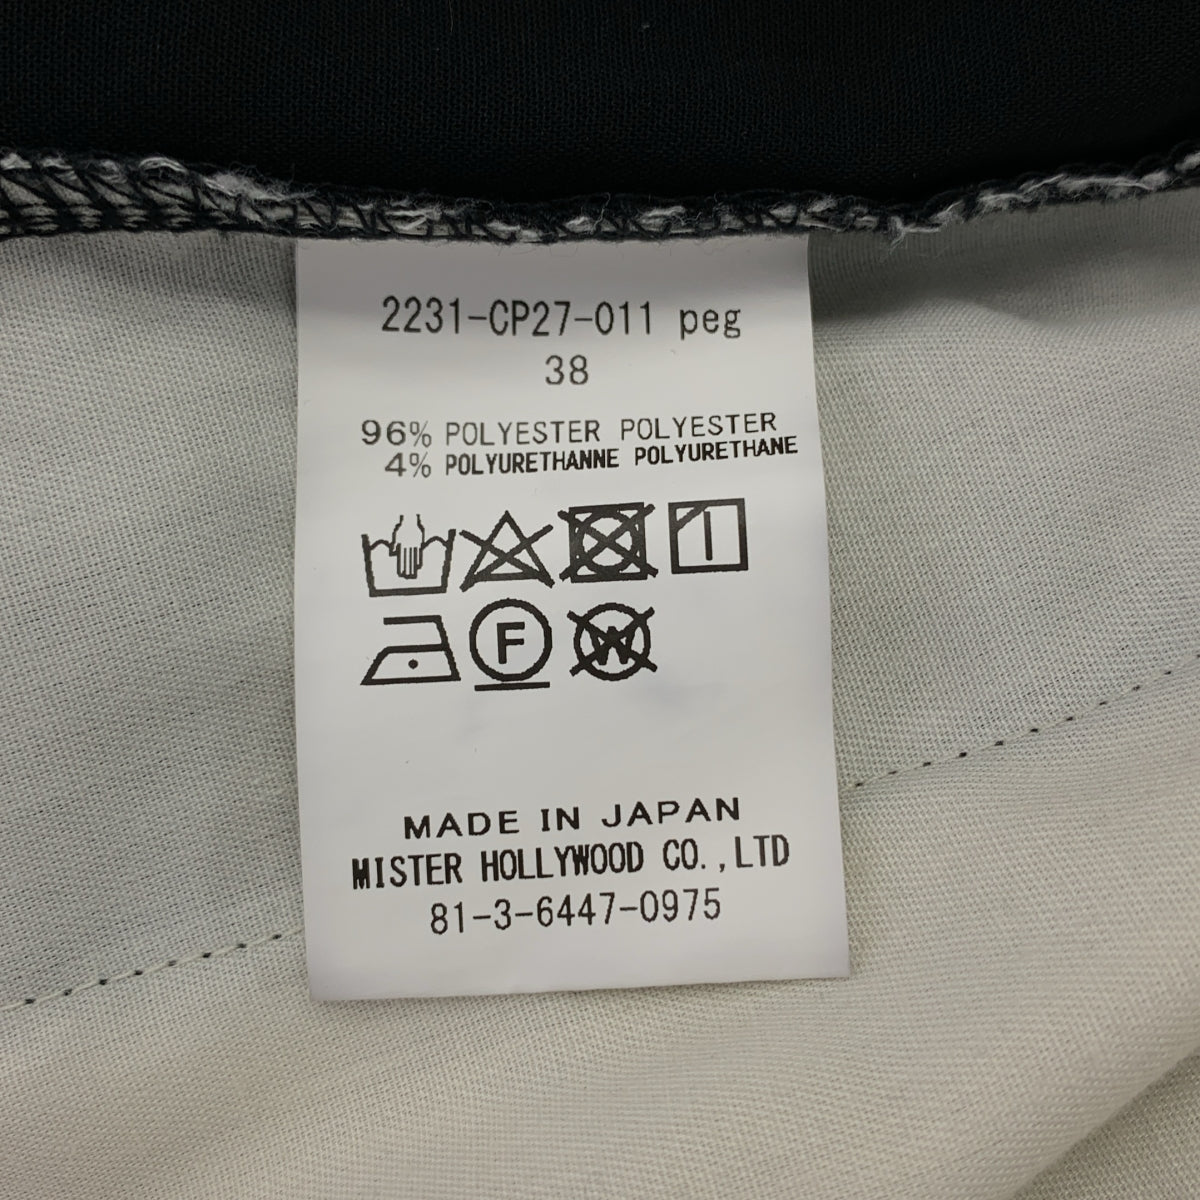 2231-CP27-011 peg
38
96% POLYESTER POLYESTER
4% POLYURETHANNE POLYURETHANE
F
W
MADE IN JAPAN
MISTER HOLLYWOOD CO.,LTD
81-3-6447-0975